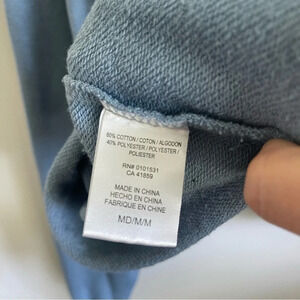 60% COTTON / COTON / ALGODON
40% POLYESTER / POLYESTER /
POLIESTER
RN# 0101531
CA 41859
MADE IN CHINA
HECHO EN CHINA
FABRIQUE EN CHINE
MD/M/M